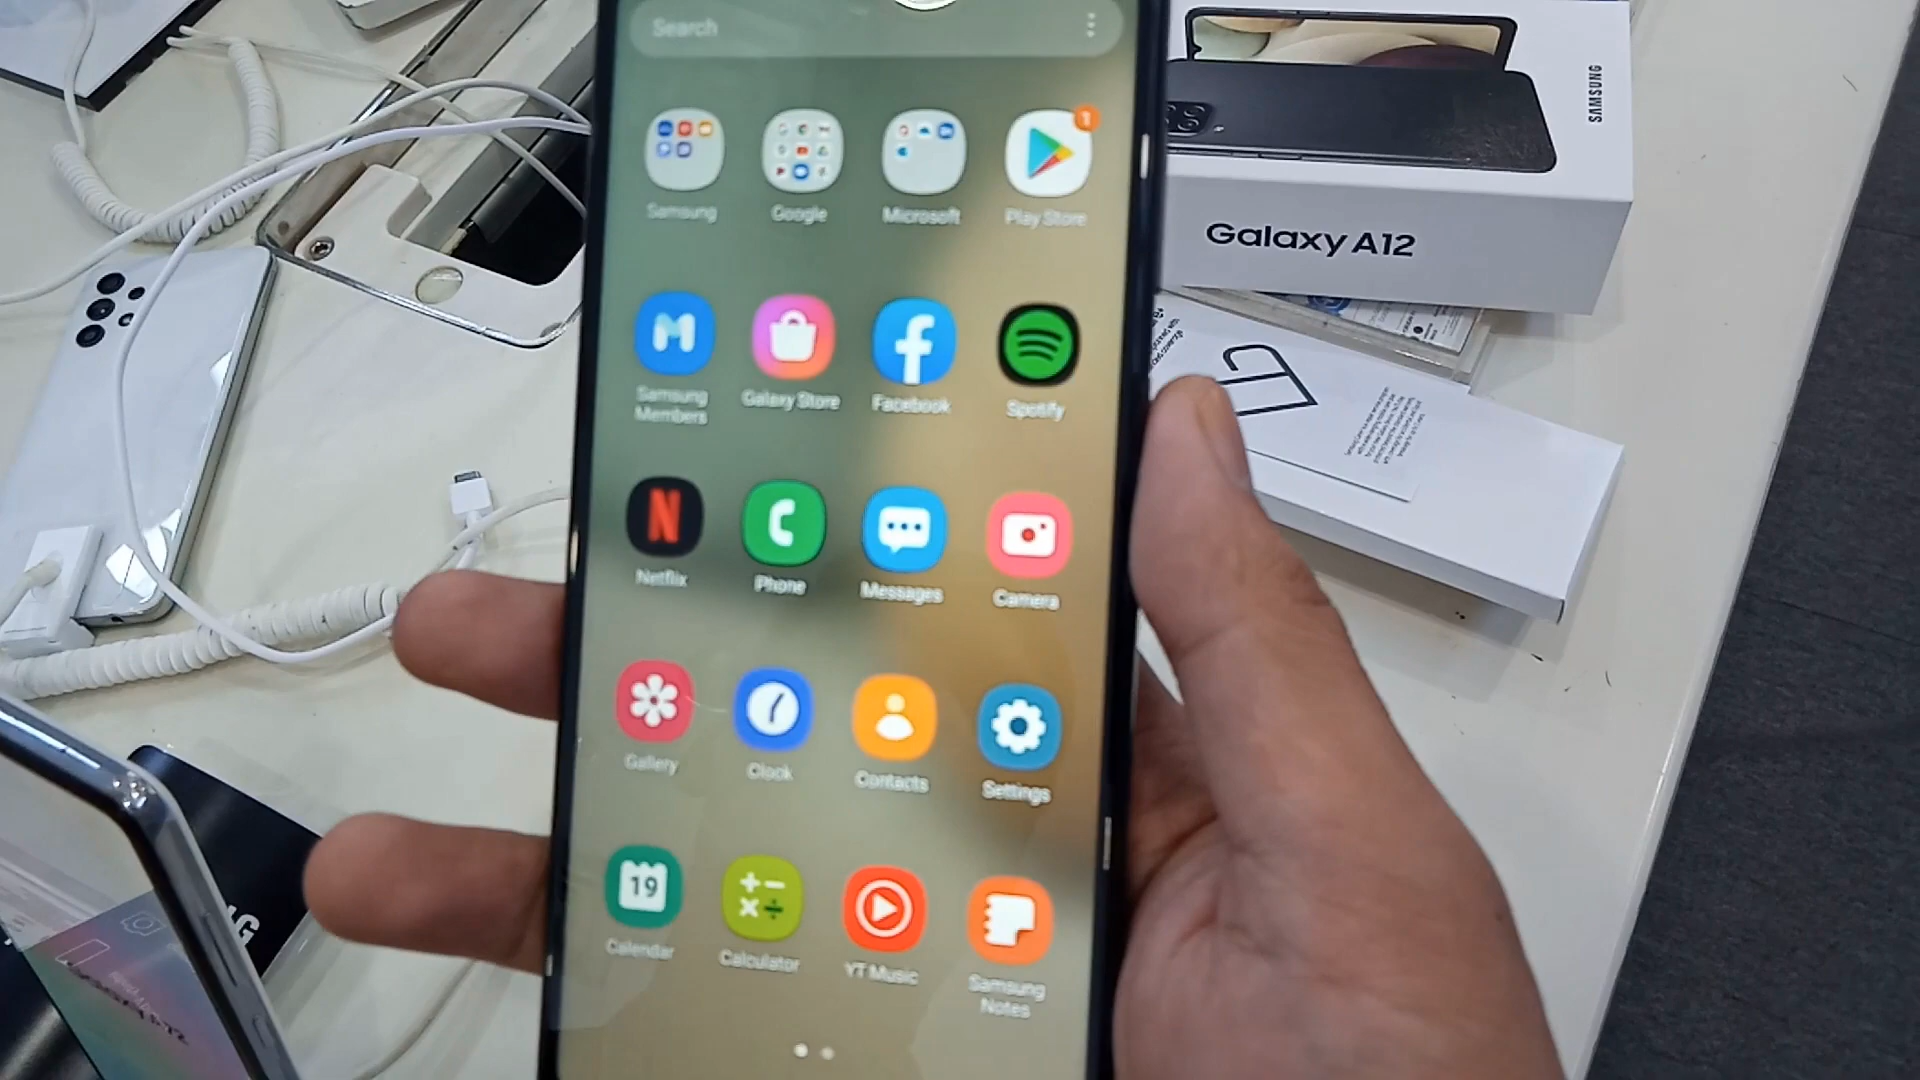 Search
Samsung
Google
Microsoft
1
Play Store
Samsung
Members
Galaxy Store
Facebook
Spotify
N
Netflix
Phone
Messages
Camera
Gallery
Clock
Contacts
Settings
19
Calendar
Calculator
YT Music
Samsung
Notes
SAMSUNG
Galaxy A12